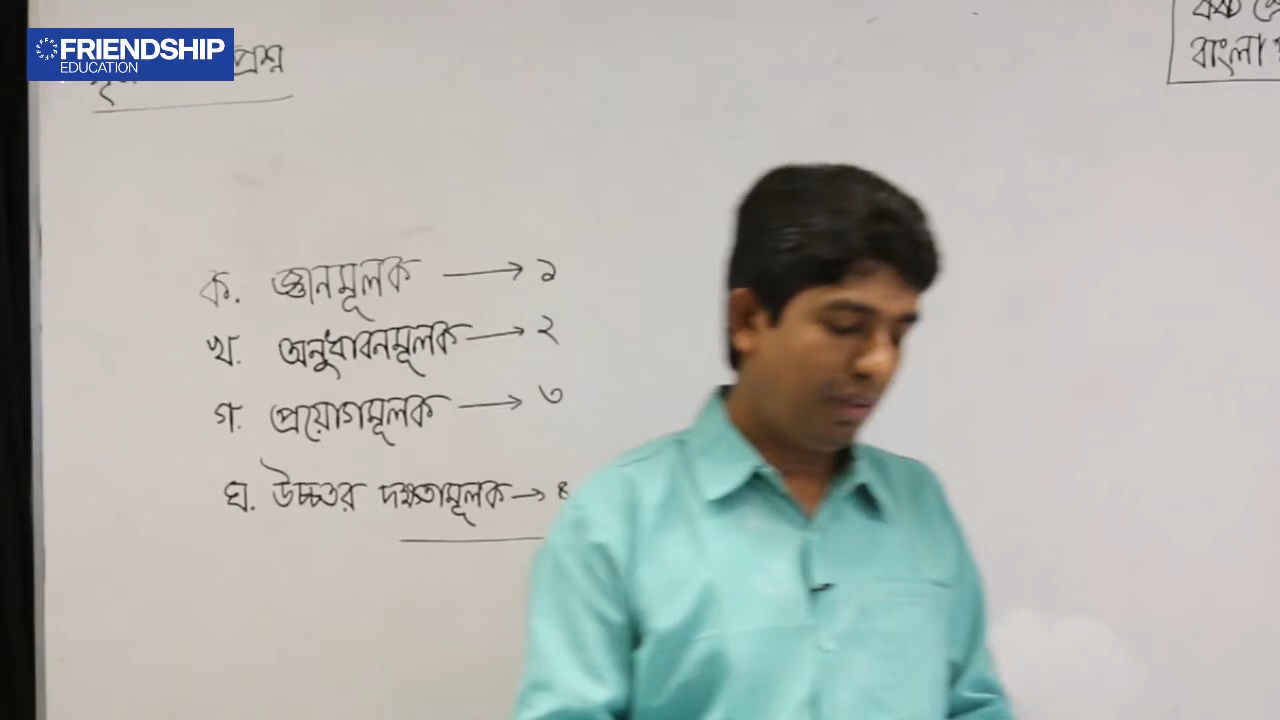 FRIENDSHIP
EDUCATION
প্রশ্ন
ষষ্ঠ
বাংলা
ক. জ্ঞানমূলক → ১
খ. অনুধাবনমূলক → ২
গ. প্রয়োগমূলক → ৩
ঘ. উচ্চতর দক্ষতামূলক → ৪